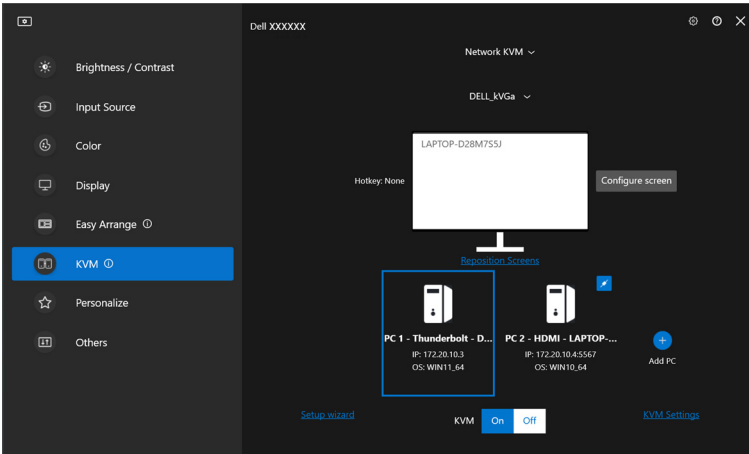 Dell XXXXXX
Brightness / Contrast
Input Source
Color
Display
Easy Arrange
KVM
Personalize
Others
Network KVM
DELL_kVGa
LAPTOP-D28M7S5J
Hotkey: None
Configure screen
Reposition Screens
PC 1 - Thunderbolt - D...
IP: 172.20.10.3
OS: WIN11_64
PC 2 - HDMI - LAPTOP-...
IP: 172.20.10.4:5567
OS: WIN10_64
Add PC
Setup wizard
KVM On Off
KVM Settings